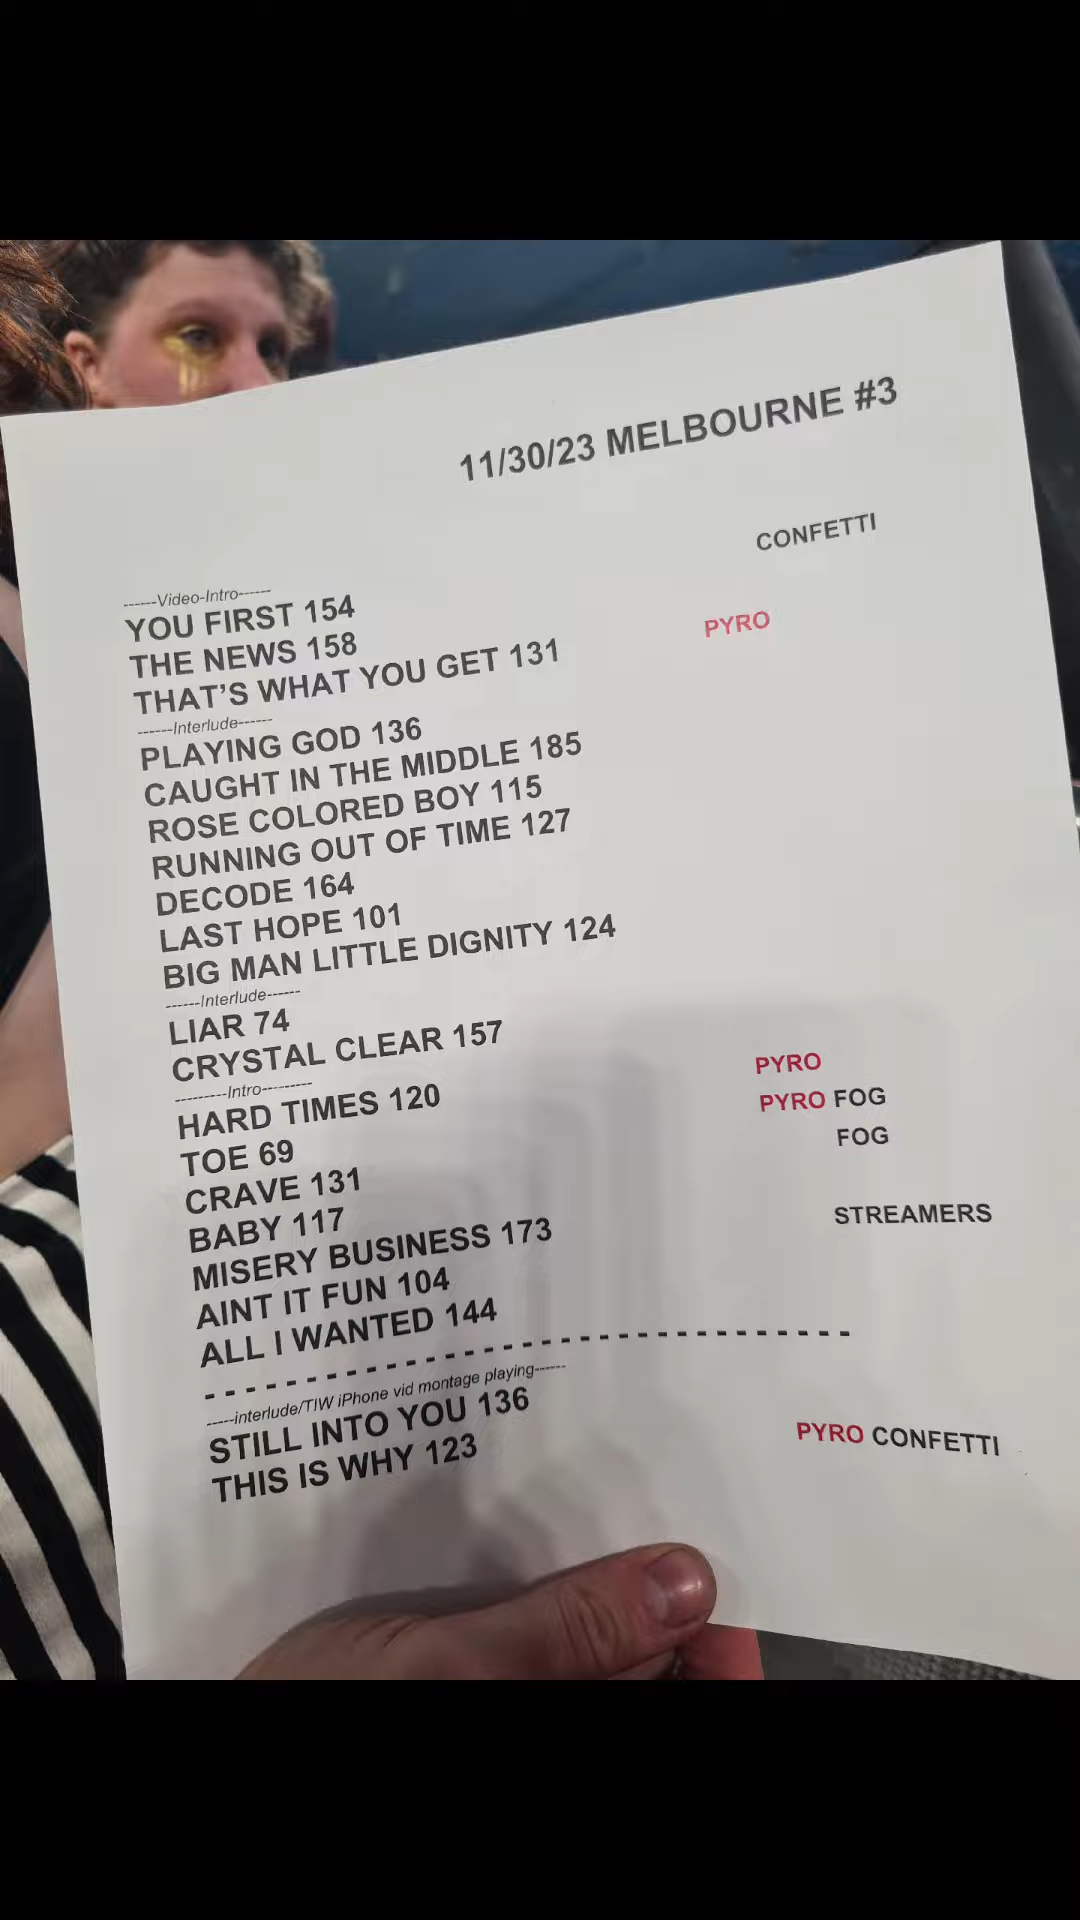 11/30/23 MELBOURNE #3
CONFETTI
------Video-Intro------
YOU FIRST 154
THE NEWS 158
PYRO
THAT'S WHAT YOU GET 131
------Interlude------
PLAYING GOD 136
CAUGHT IN THE MIDDLE 185
ROSE COLORED BOY 115
RUNNING OUT OF TIME 127
DECODE 164
LAST HOPE 101
BIG MAN LITTLE DIGNITY 124
------Interlude------
LIAR 74
CRYSTAL CLEAR 157
---------Intro---------
HARD TIMES 120 PYRO
TOE 69 PYRO FOG
CRAVE 131 FOG
BABY 117
MISERY BUSINESS 173 STREAMERS
AINT IT FUN 104
ALL I WANTED 144
- - - - - - - - - - - - - - - - - - - - - - - - - - - - - -
-----interlude/TIW iPhone vid montage playing------
STILL INTO YOU 136
THIS IS WHY 123 PYRO CONFETTI